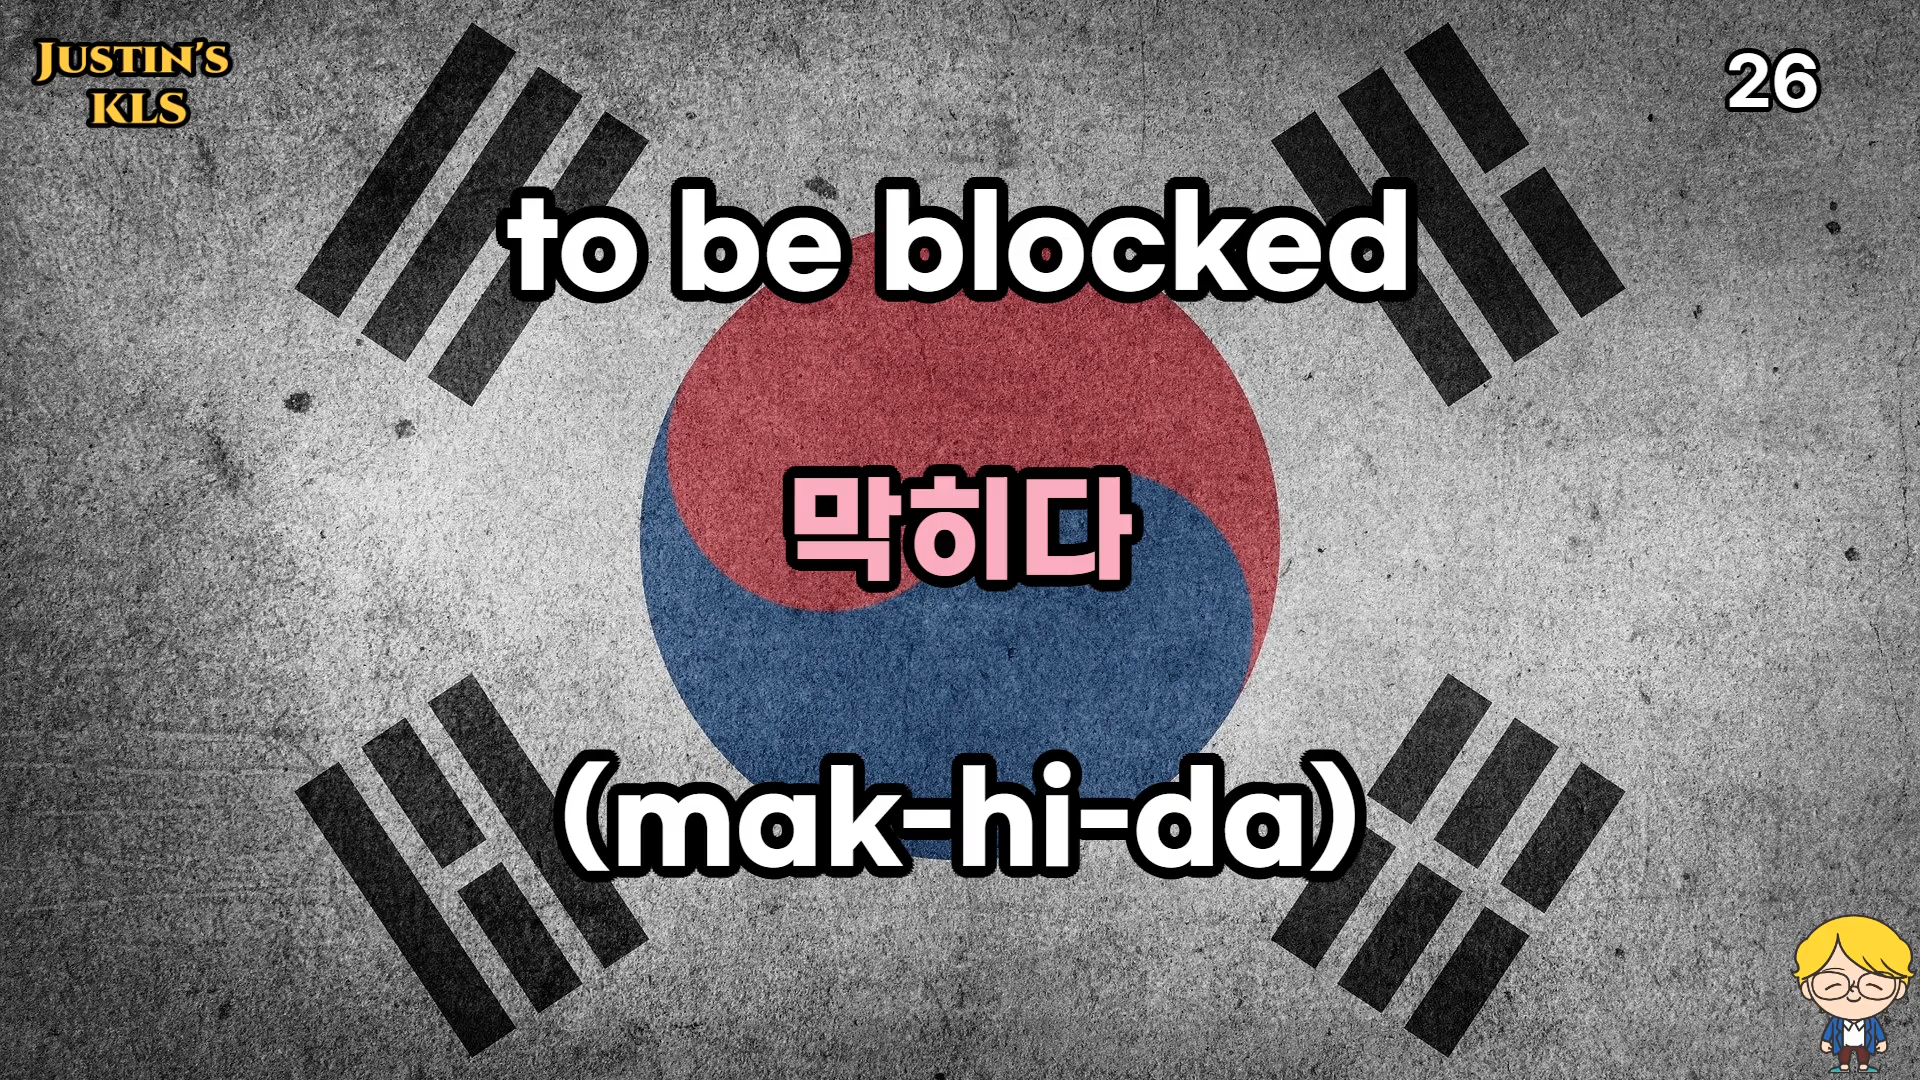 JUSTIN'S
KLS
26
to be blocked
막히다
(mak-hi-da)